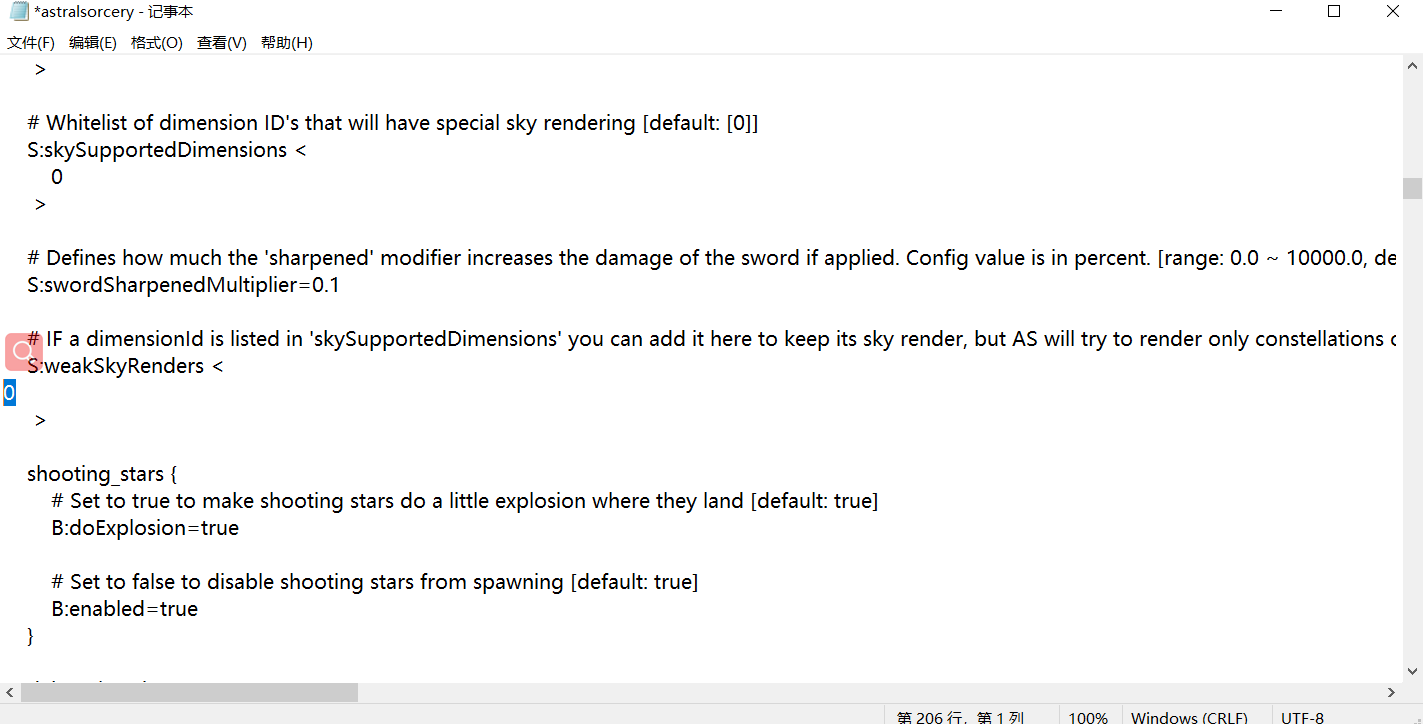 *astralsorcery - 记事本
文件(F) 编辑(E) 格式(O) 查看(V) 帮助(H)
>
# Whitelist of dimension ID's that will have special sky rendering [default: [0]]
S:skySupportedDimensions <
0
>
# Defines how much the 'sharpened' modifier increases the damage of the sword if applied. Config value is in percent. [range: 0.0 ~ 10000.0, de
S:swordSharpenedMultiplier=0.1
# IF a dimensionId is listed in 'skySupportedDimensions' you can add it here to keep its sky render, but AS will try to render only constellations
S:weakSkyRenders <
0
>
shooting_stars {
# Set to true to make shooting stars do a little explosion where they land [default: true]
B:doExplosion=true
# Set to false to disable shooting stars from spawning [default: true]
B:enabled=true
}
第 206 行，第 1 列 100% Windows (CRLF) UTF-8